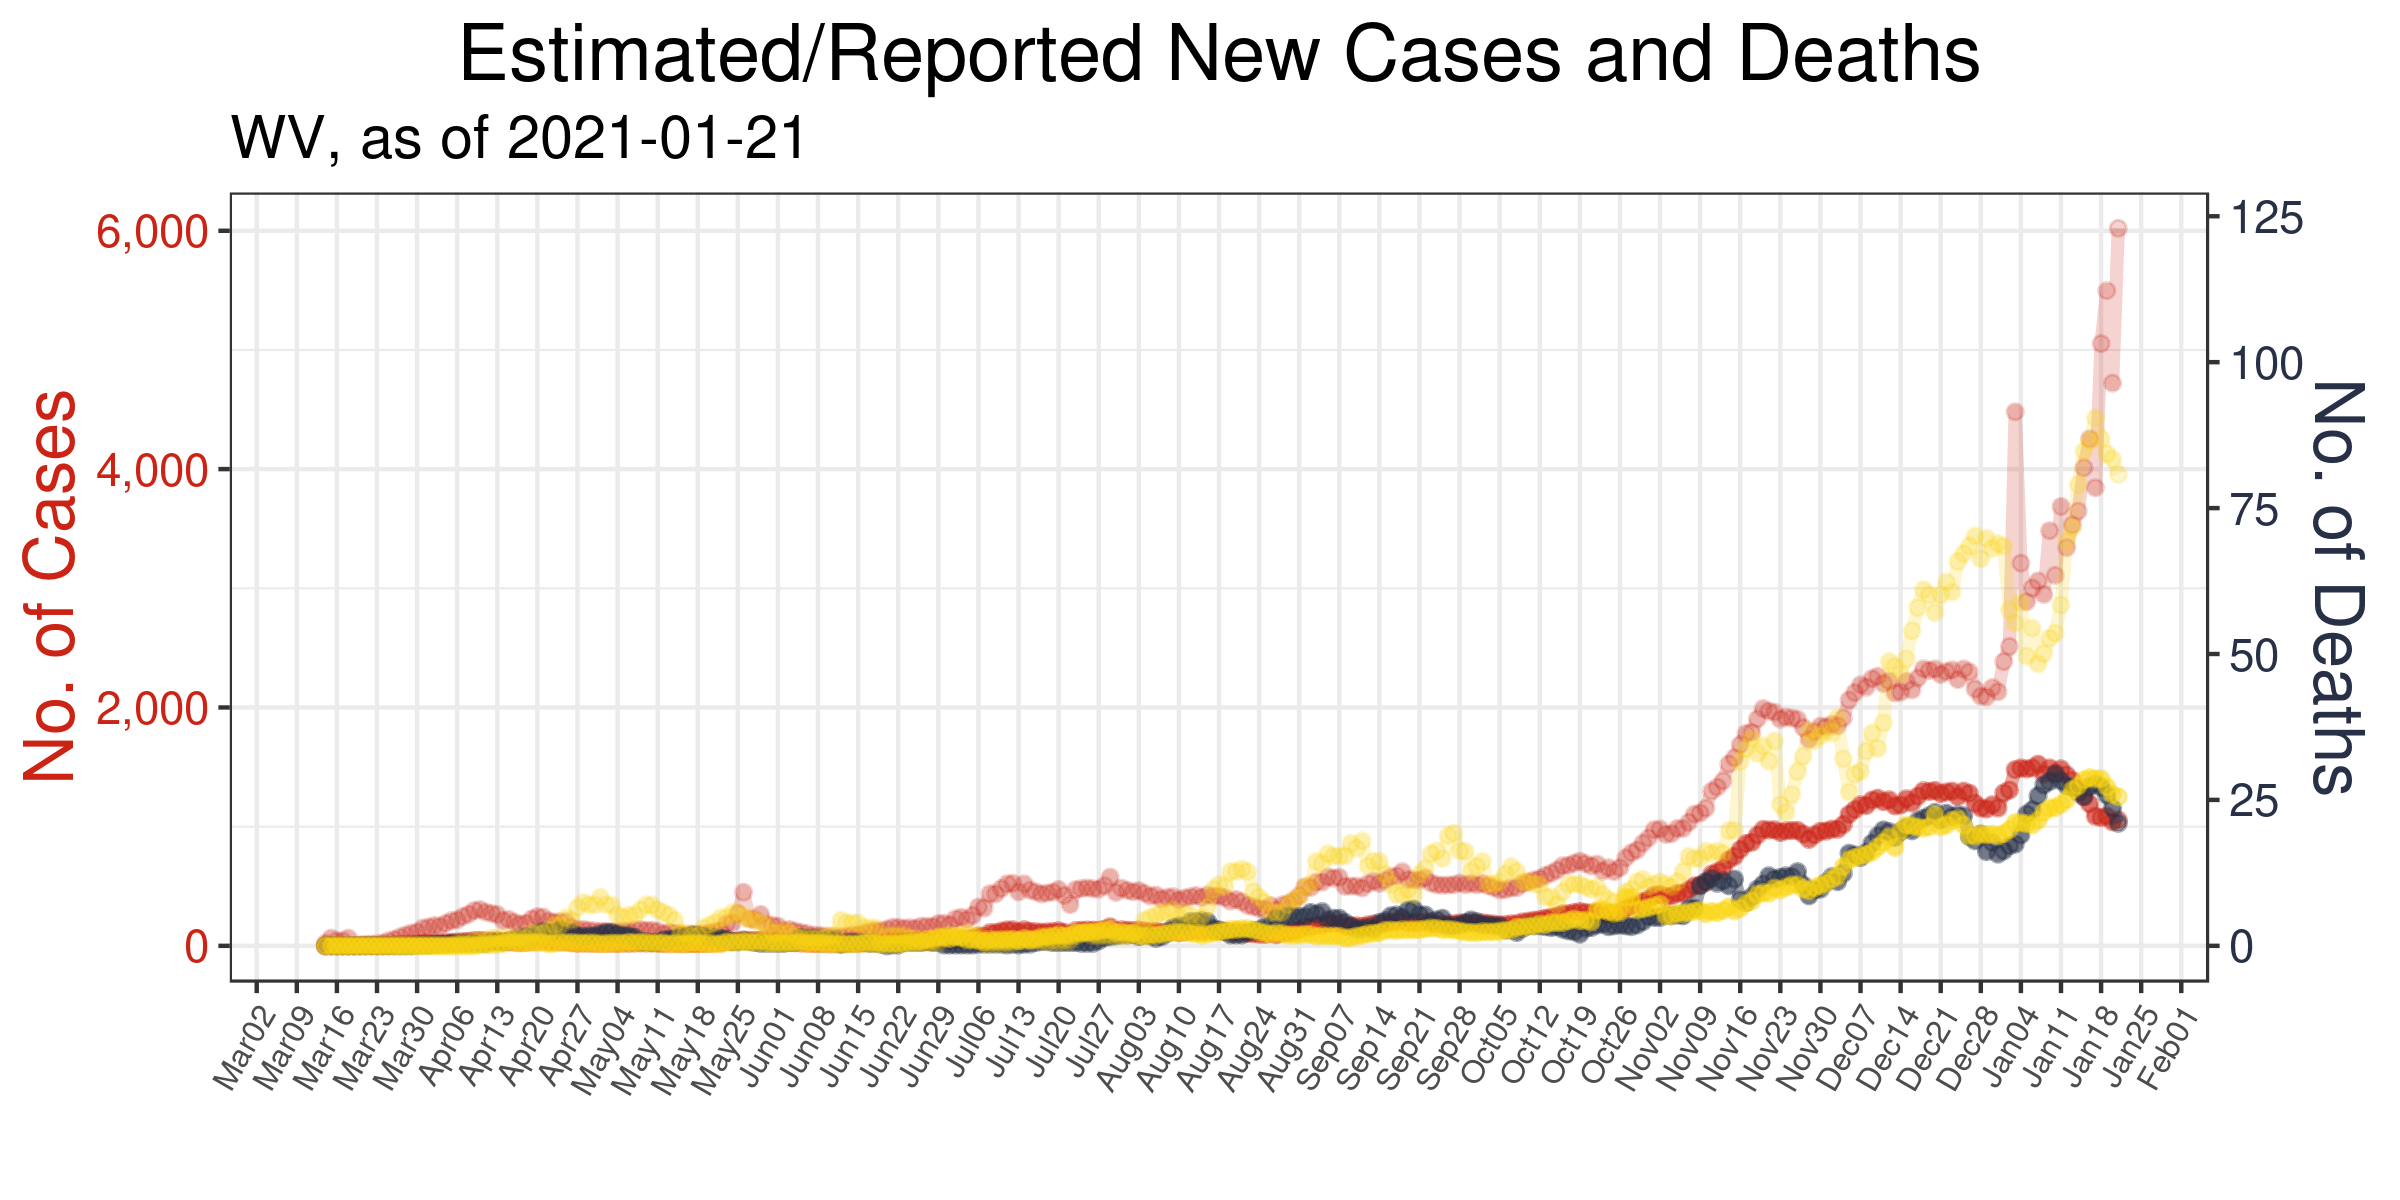 Estimated/Reported New Cases and Deaths
WV, as of 2021-01-21
No. of Cases
6,000
4,000
2,000
0
125
100
75
50
25
0
No. of Deaths
Mar02
Mar09
Mar16
Mar23
Mar30
Apr06
Apr13
Apr20
Apr27
May04
May11
May18
May25
Jun01
Jun08
Jun15
Jun22
Jun29
Jul06
Jul13
Jul20
Jul27
Aug03
Aug10
Aug17
Aug24
Aug31
Sep07
Sep14
Sep21
Sep28
Oct05
Oct12
Oct19
Oct26
Nov02
Nov09
Nov16
Nov23
Nov30
Dec07
Dec14
Dec21
Dec28
Jan04
Jan11
Jan18
Jan25
Feb01